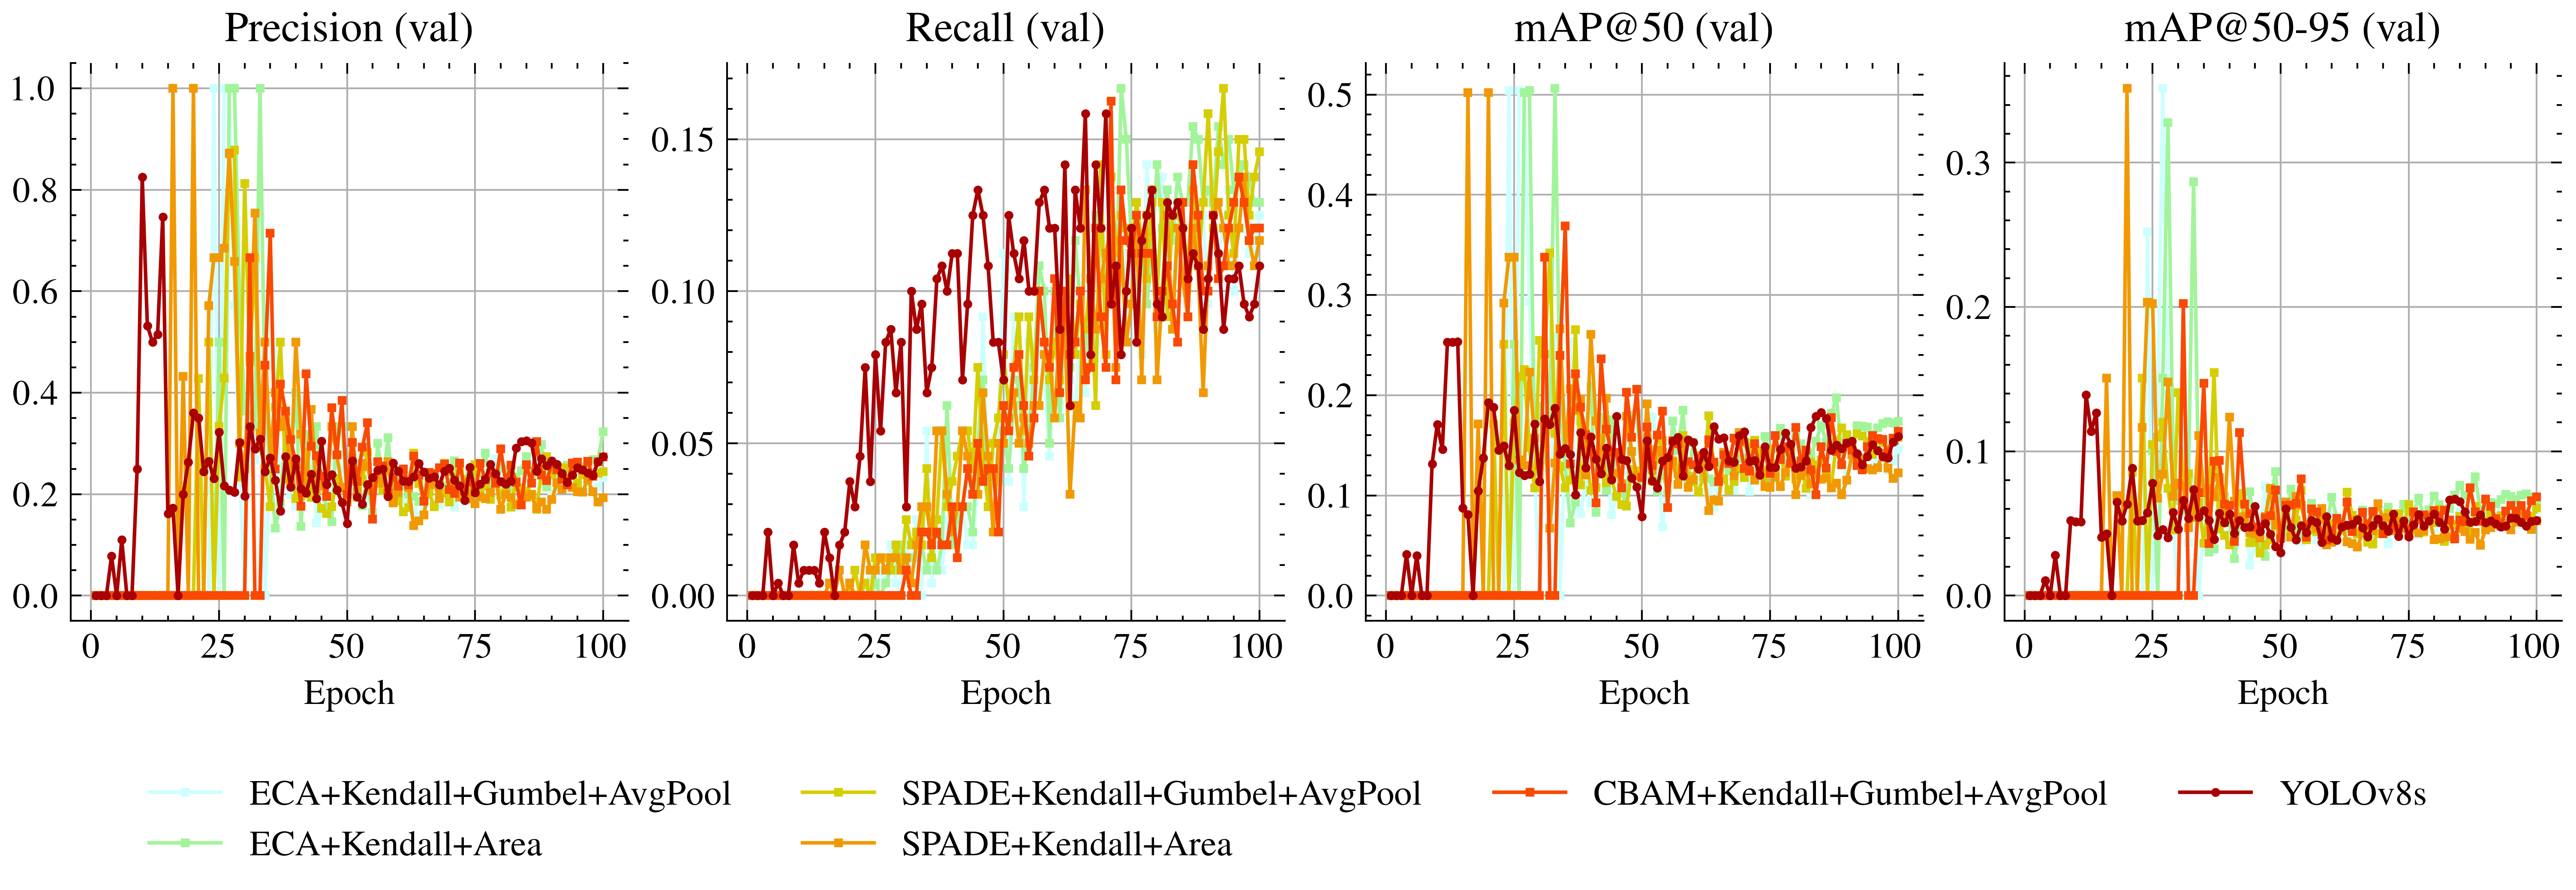 Precision (val) Recall (val) mAP@50 (val) mAP@50-95 (val)
1.0
0.8
0.6
0.4
0.2
0.0
0 25 50 75 100
Epoch
0.15
0.10
0.05
0.00
0 25 50 75 100
Epoch
0.5
0.4
0.3
0.2
0.1
0.0
0 25 50 75 100
Epoch
0.3
0.2
0.1
0.0
0 25 50 75 100
Epoch
ECA+Kendall+Gumbel+AvgPool SPADE+Kendall+Gumbel+AvgPool CBAM+Kendall+Gumbel+AvgPool YOLOv8s
ECA+Kendall+Area SPADE+Kendall+Area